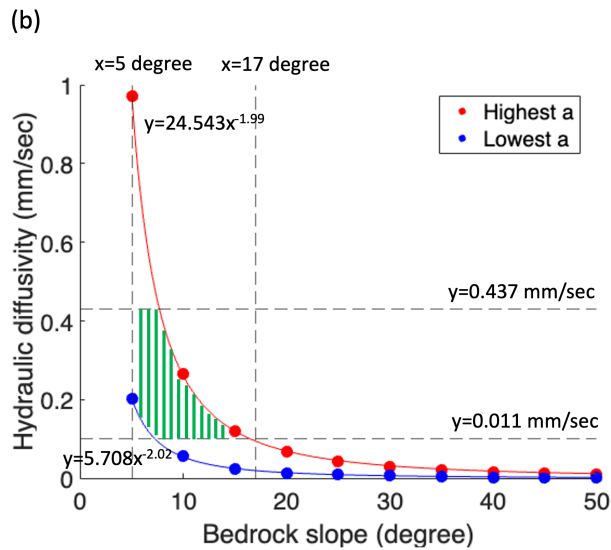 (b)
x=5 degree x=17 degree
1
y=24.543x-1.99
Highest a
Lowest a
0.8
0.6
y=0.437 mm/sec
0.4
0.2
y=0.011 mm/sec
y=5.708x-2.02
0
0 10 20 30 40 50
Bedrock slope (degree)
Hydraulic diffusivity (mm/sec)